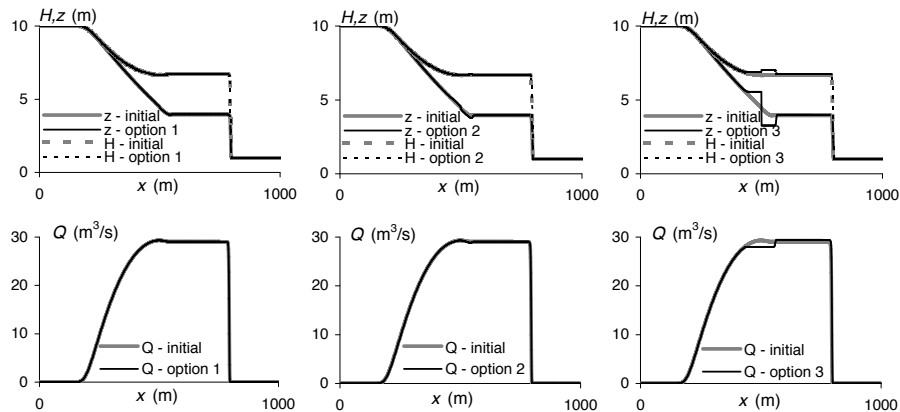 H,z (m)
10
5
0
z - initial
z - option 1
H - initial
H - option 1
0
x (m)
1000
H,z (m)
10
5
0
z - initial
z - option 2
H - initial
H - option 2
0
x (m)
1000
H,z (m)
10
5
0
z - initial
z - option 3
H - initial
H - option 3
0
x (m)
1000
Q (m³/s)
30
20
10
0
Q - initial
Q - option 1
0
x (m)
1000
Q (m³/s)
30
20
10
0
Q - initial
Q - option 2
0
x (m)
1000
Q (m³/s)
30
20
10
0
Q - initial
Q - option 3
0
x (m)
1000